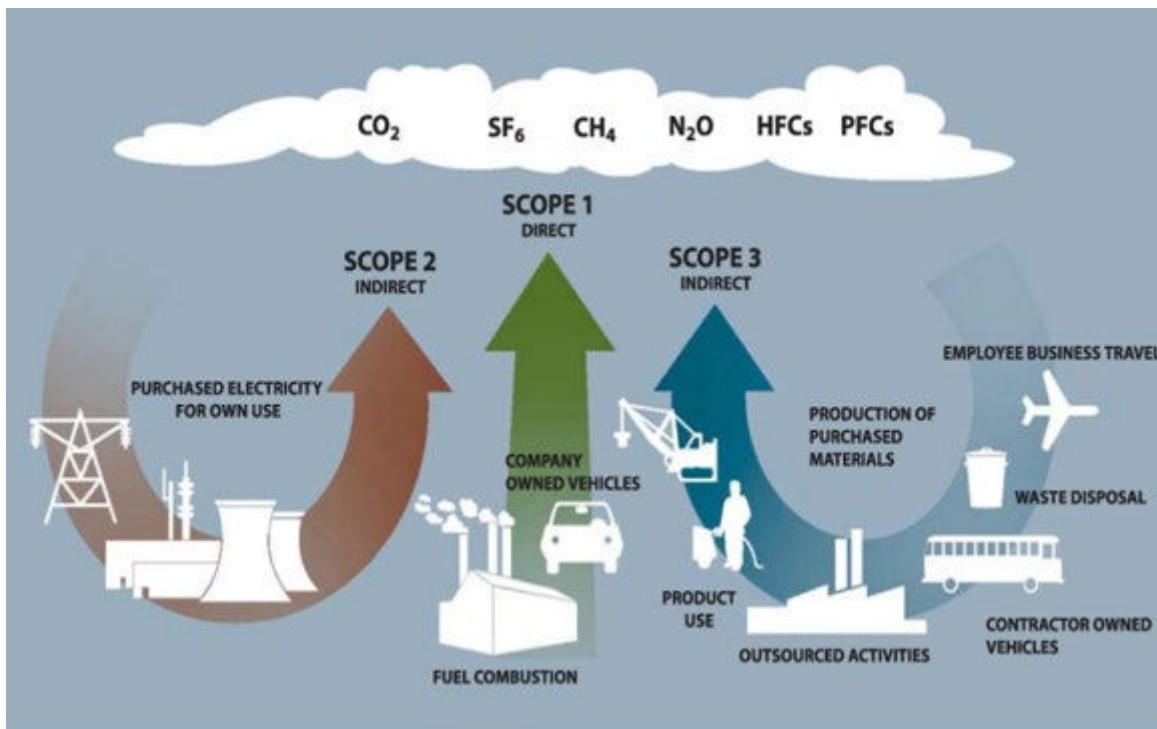 CO₂ SF₆ CH₄ N₂O HFCs PFCs
SCOPE 1
DIRECT
SCOPE 2
INDIRECT
SCOPE 3
INDIRECT
PURCHASED ELECTRICITY
FOR OWN USE
COMPANY
OWNED VEHICLES
FUEL COMBUSTION
EMPLOYEE BUSINESS TRAVEL
PRODUCTION OF
PURCHASED
MATERIALS
WASTE DISPOSAL
PRODUCT
USE
OUTSOURCED ACTIVITIES
CONTRACTOR OWNED
VEHICLES